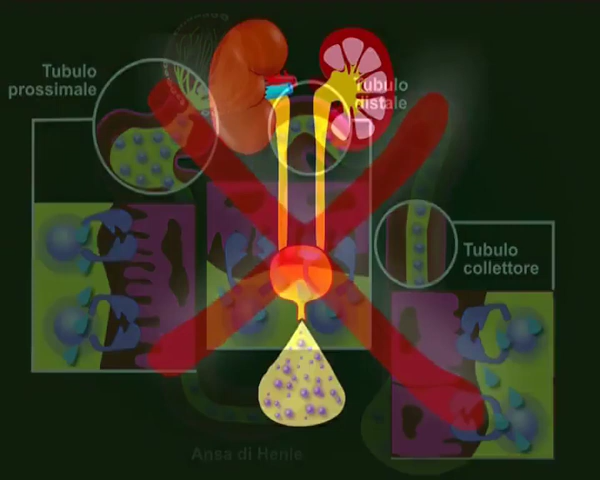 Tubulo
prossimale
Tubulo
distale
Tubulo
collettore
Ansa di Henle